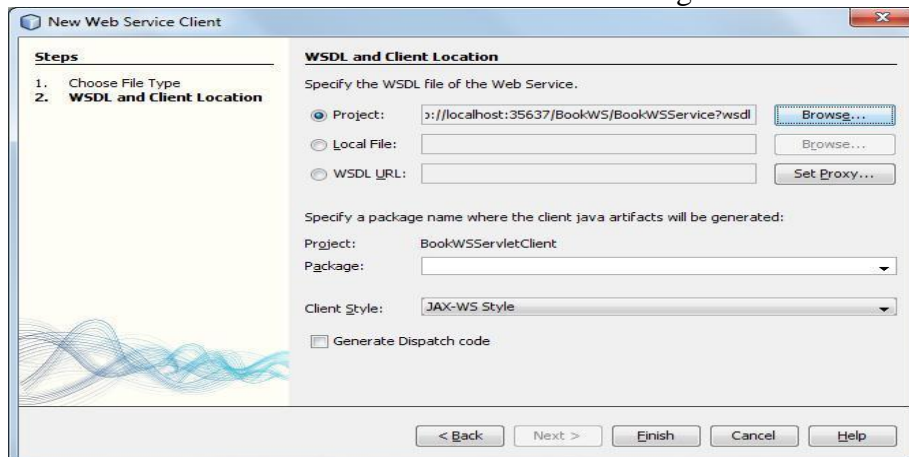 New Web Service Client
Steps
1. Choose File Type
2. WSDL and Client Location
WSDL and Client Location
Specify the WSDL file of the Web Service.
Project: ://localhost:35637/BookWS/BookWSService?wsdl Browse...
Local File: Browse...
WSDL URL: Set Proxy...
Specify a package name where the client java artifacts will be generated:
Project: BookWSServletClient
Package:
Client Style: JAX-WS Style
Generate Dispatch code
< Back Next > Finish Cancel Help